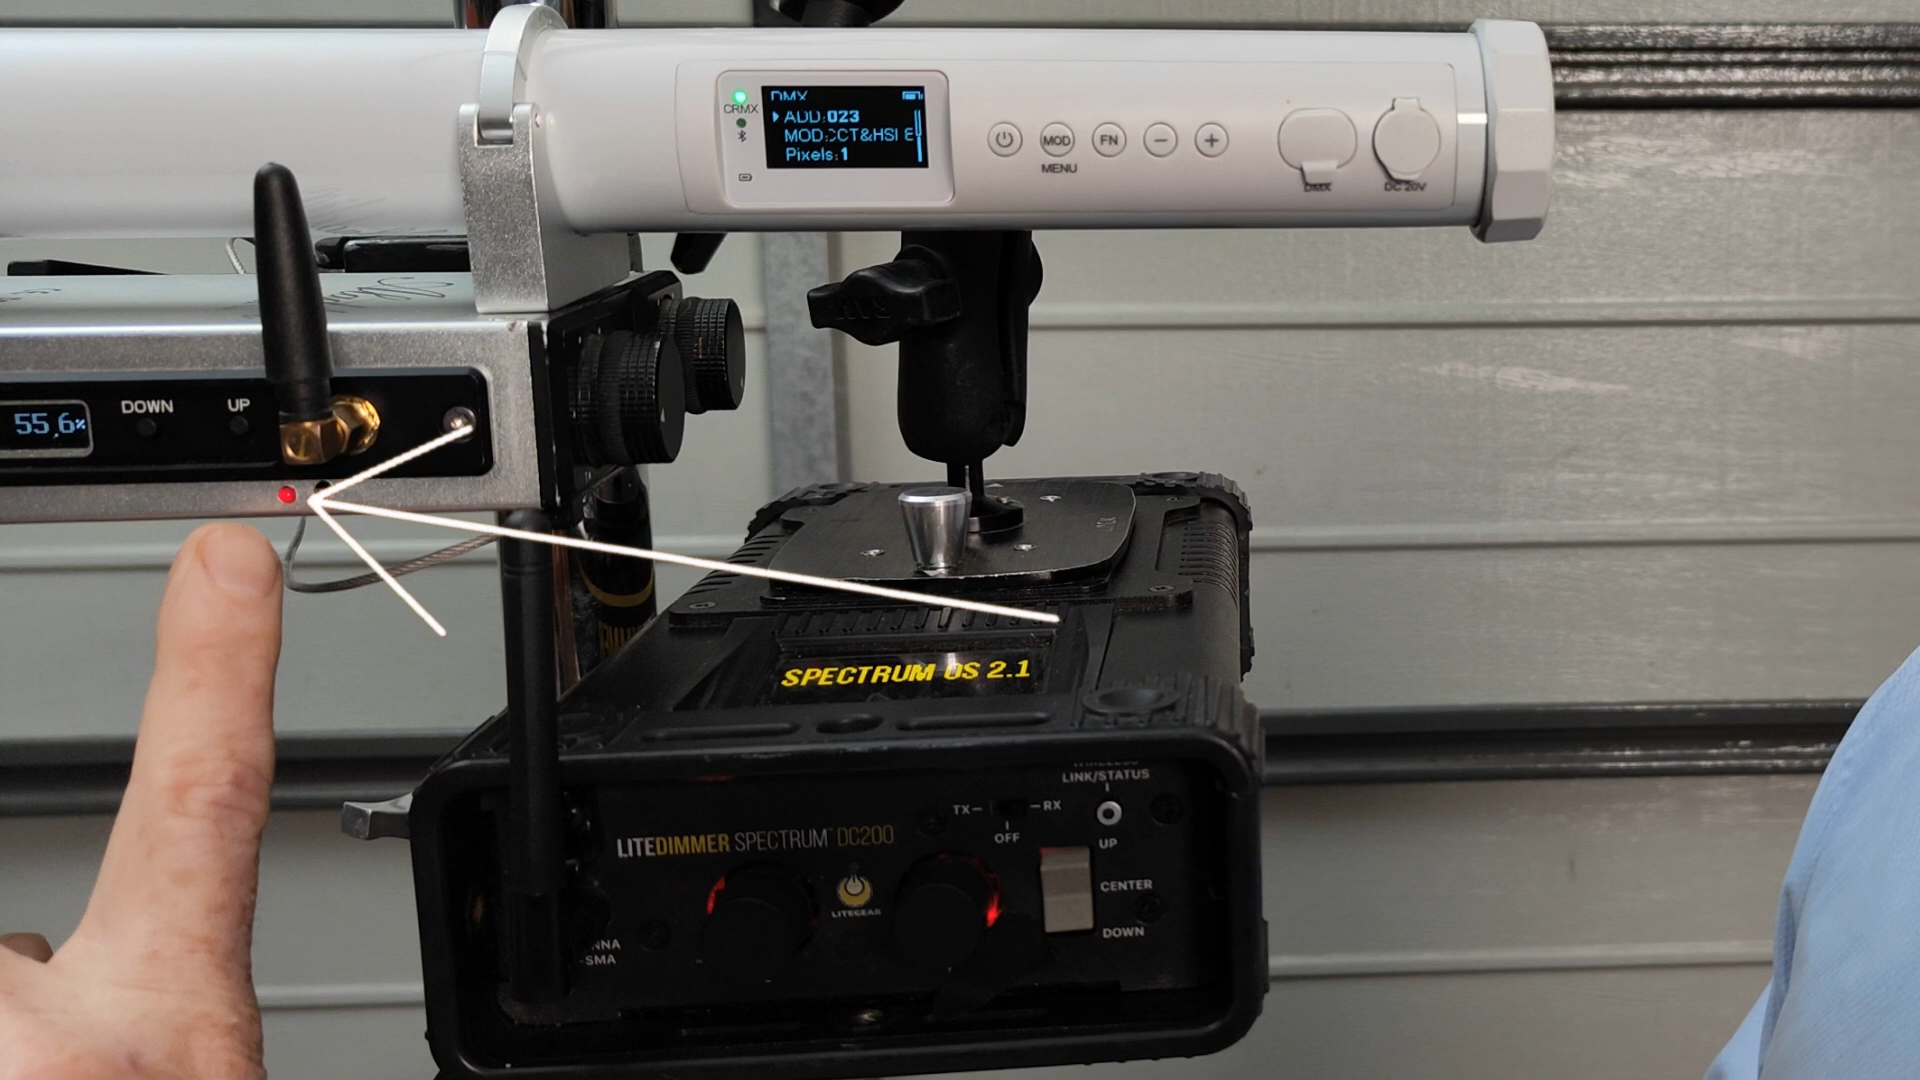 CRMX
DMX
ADD:023
MOD:CCT&HSI E
Pixels:1
MOD
FN
MENU
DMX
DC 20V
55.6%
DOWN
UP
SPECTRUM OS 2.1
LINK/STATUS
TX
RX
OFF
LITEDIMMER SPECTRUM™ DC200
LITEGEAR
UP
CENTER
DOWN
NNA
-SMA